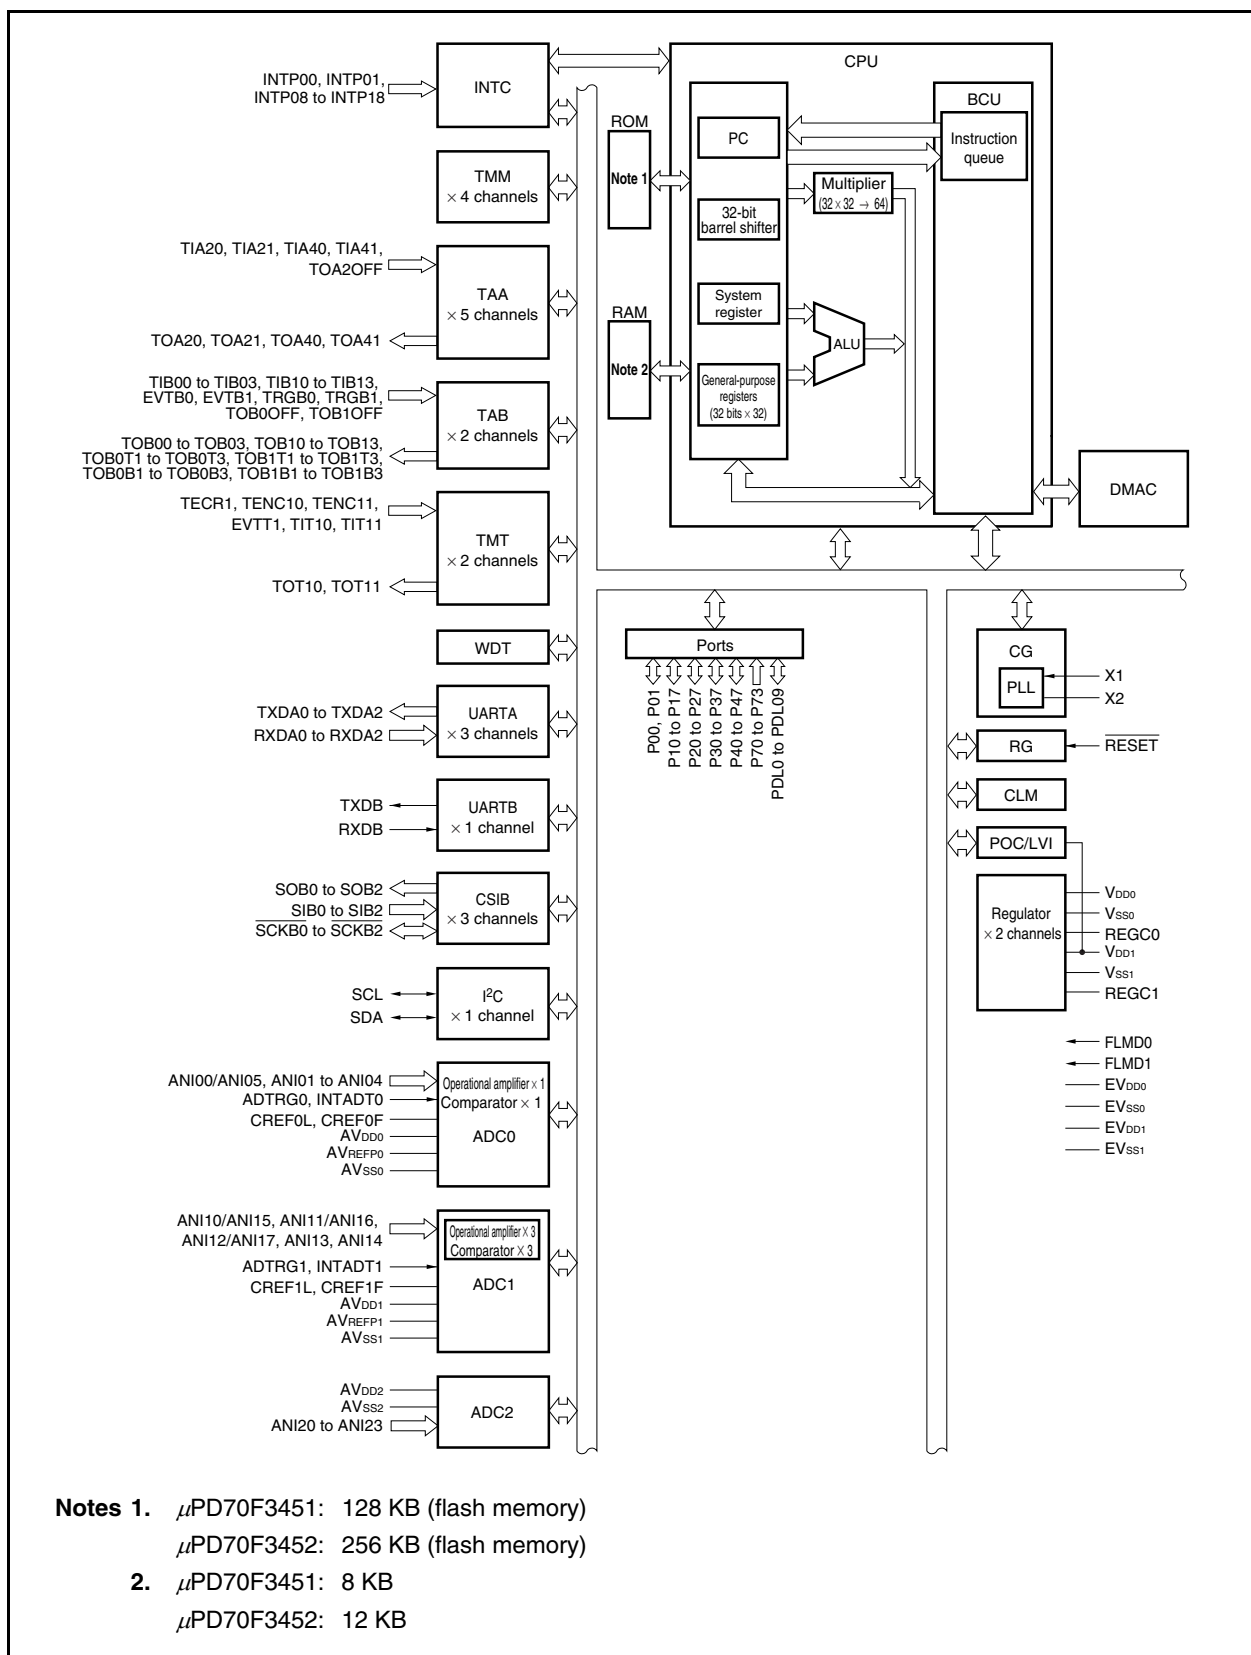 INTP00, INTP01,
INTP08 to INTP18
INTC
TMM
× 4 channels
TIA20, TIA21, TIA40, TIA41,
TOA2OFF
TAA
× 5 channels
TOA20, TOA21, TOA40, TOA41
TIB00 to TIB03, TIB10 to TIB13,
EVTB0, EVTB1, TRGB0, TRGB1,
TOB0OFF, TOB1OFF
TAB
× 2 channels
TOB00 to TOB03, TOB10 to TOB13,
TOB0T1 to TOB0T3, TOB1T1 to TOB1T3,
TOB0B1 to TOB0B3, TOB1B1 to TOB1B3
TECR1, TENC10, TENC11,
EVTT1, TIT10, TIT11
TMT
× 2 channels
TOT10, TOT11
WDT
TXDA0 to TXDA2
RXDA0 to RXDA2
UARTA
× 3 channels
TXDB
RXDB
UARTB
× 1 channel
SOB0 to SOB2
SIB0 to SIB2
SCKB0 to SCKB2
CSIB
× 3 channels
SCL
SDA
I²C
× 1 channel
ANI00/ANI05, ANI01 to ANI04
ADTRG0, INTADT0
CREF0L, CREF0F
AVDD0
AVREFP0
AVSS0
Operational amplifier × 1
Comparator × 1
ADC0
ANI10/ANI15, ANI11/ANI16,
ANI12/ANI17, ANI13, ANI14
ADTRG1, INTADT1
CREF1L, CREF1F
AVDD1
AVREFP1
AVSS1
Operational amplifier × 3
Comparator × 3
ADC1
AVDD2
AVSS2
ANI20 to ANI23
ADC2
ROM
Note 1
RAM
Note 2
CPU
PC
32-bit
barrel shifter
System
register
General-purpose
registers
(32 bits × 32)
Multiplier
(32 × 32 → 64)
ALU
BCU
Instruction
queue
DMAC
Ports
P00, P01
P10 to P17
P20 to P27
P30 to P37
P40 to P47
P70 to P73
PDL0 to PDL09
CG
PLL
X1
X2
RG
RESET
CLM
POC/LVI
Regulator
× 2 channels
VDD0
VSS0
REGC0
VDD1
VSS1
REGC1
FLMD0
FLMD1
EVDD0
EVSS0
EVDD1
EVSS1
Notes 1. μPD70F3451: 128 KB (flash memory)
μPD70F3452: 256 KB (flash memory)
2. μPD70F3451: 8 KB
μPD70F3452: 12 KB